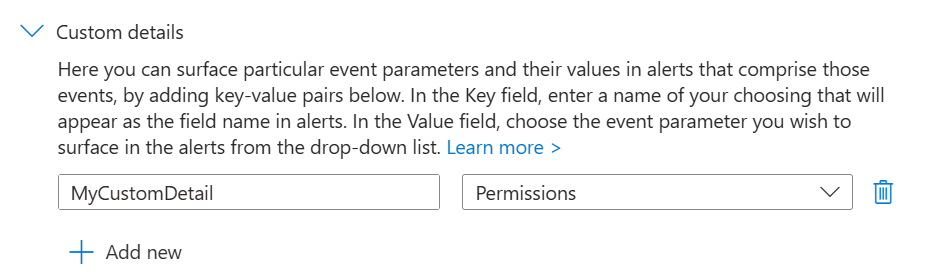 Custom details
Here you can surface particular event parameters and their values in alerts that comprise those
events, by adding key-value pairs below. In the Key field, enter a name of your choosing that will
appear as the field name in alerts. In the Value field, choose the event parameter you wish to
surface in the alerts from the drop-down list. Learn more >
MyCustomDetail Permissions
Add new